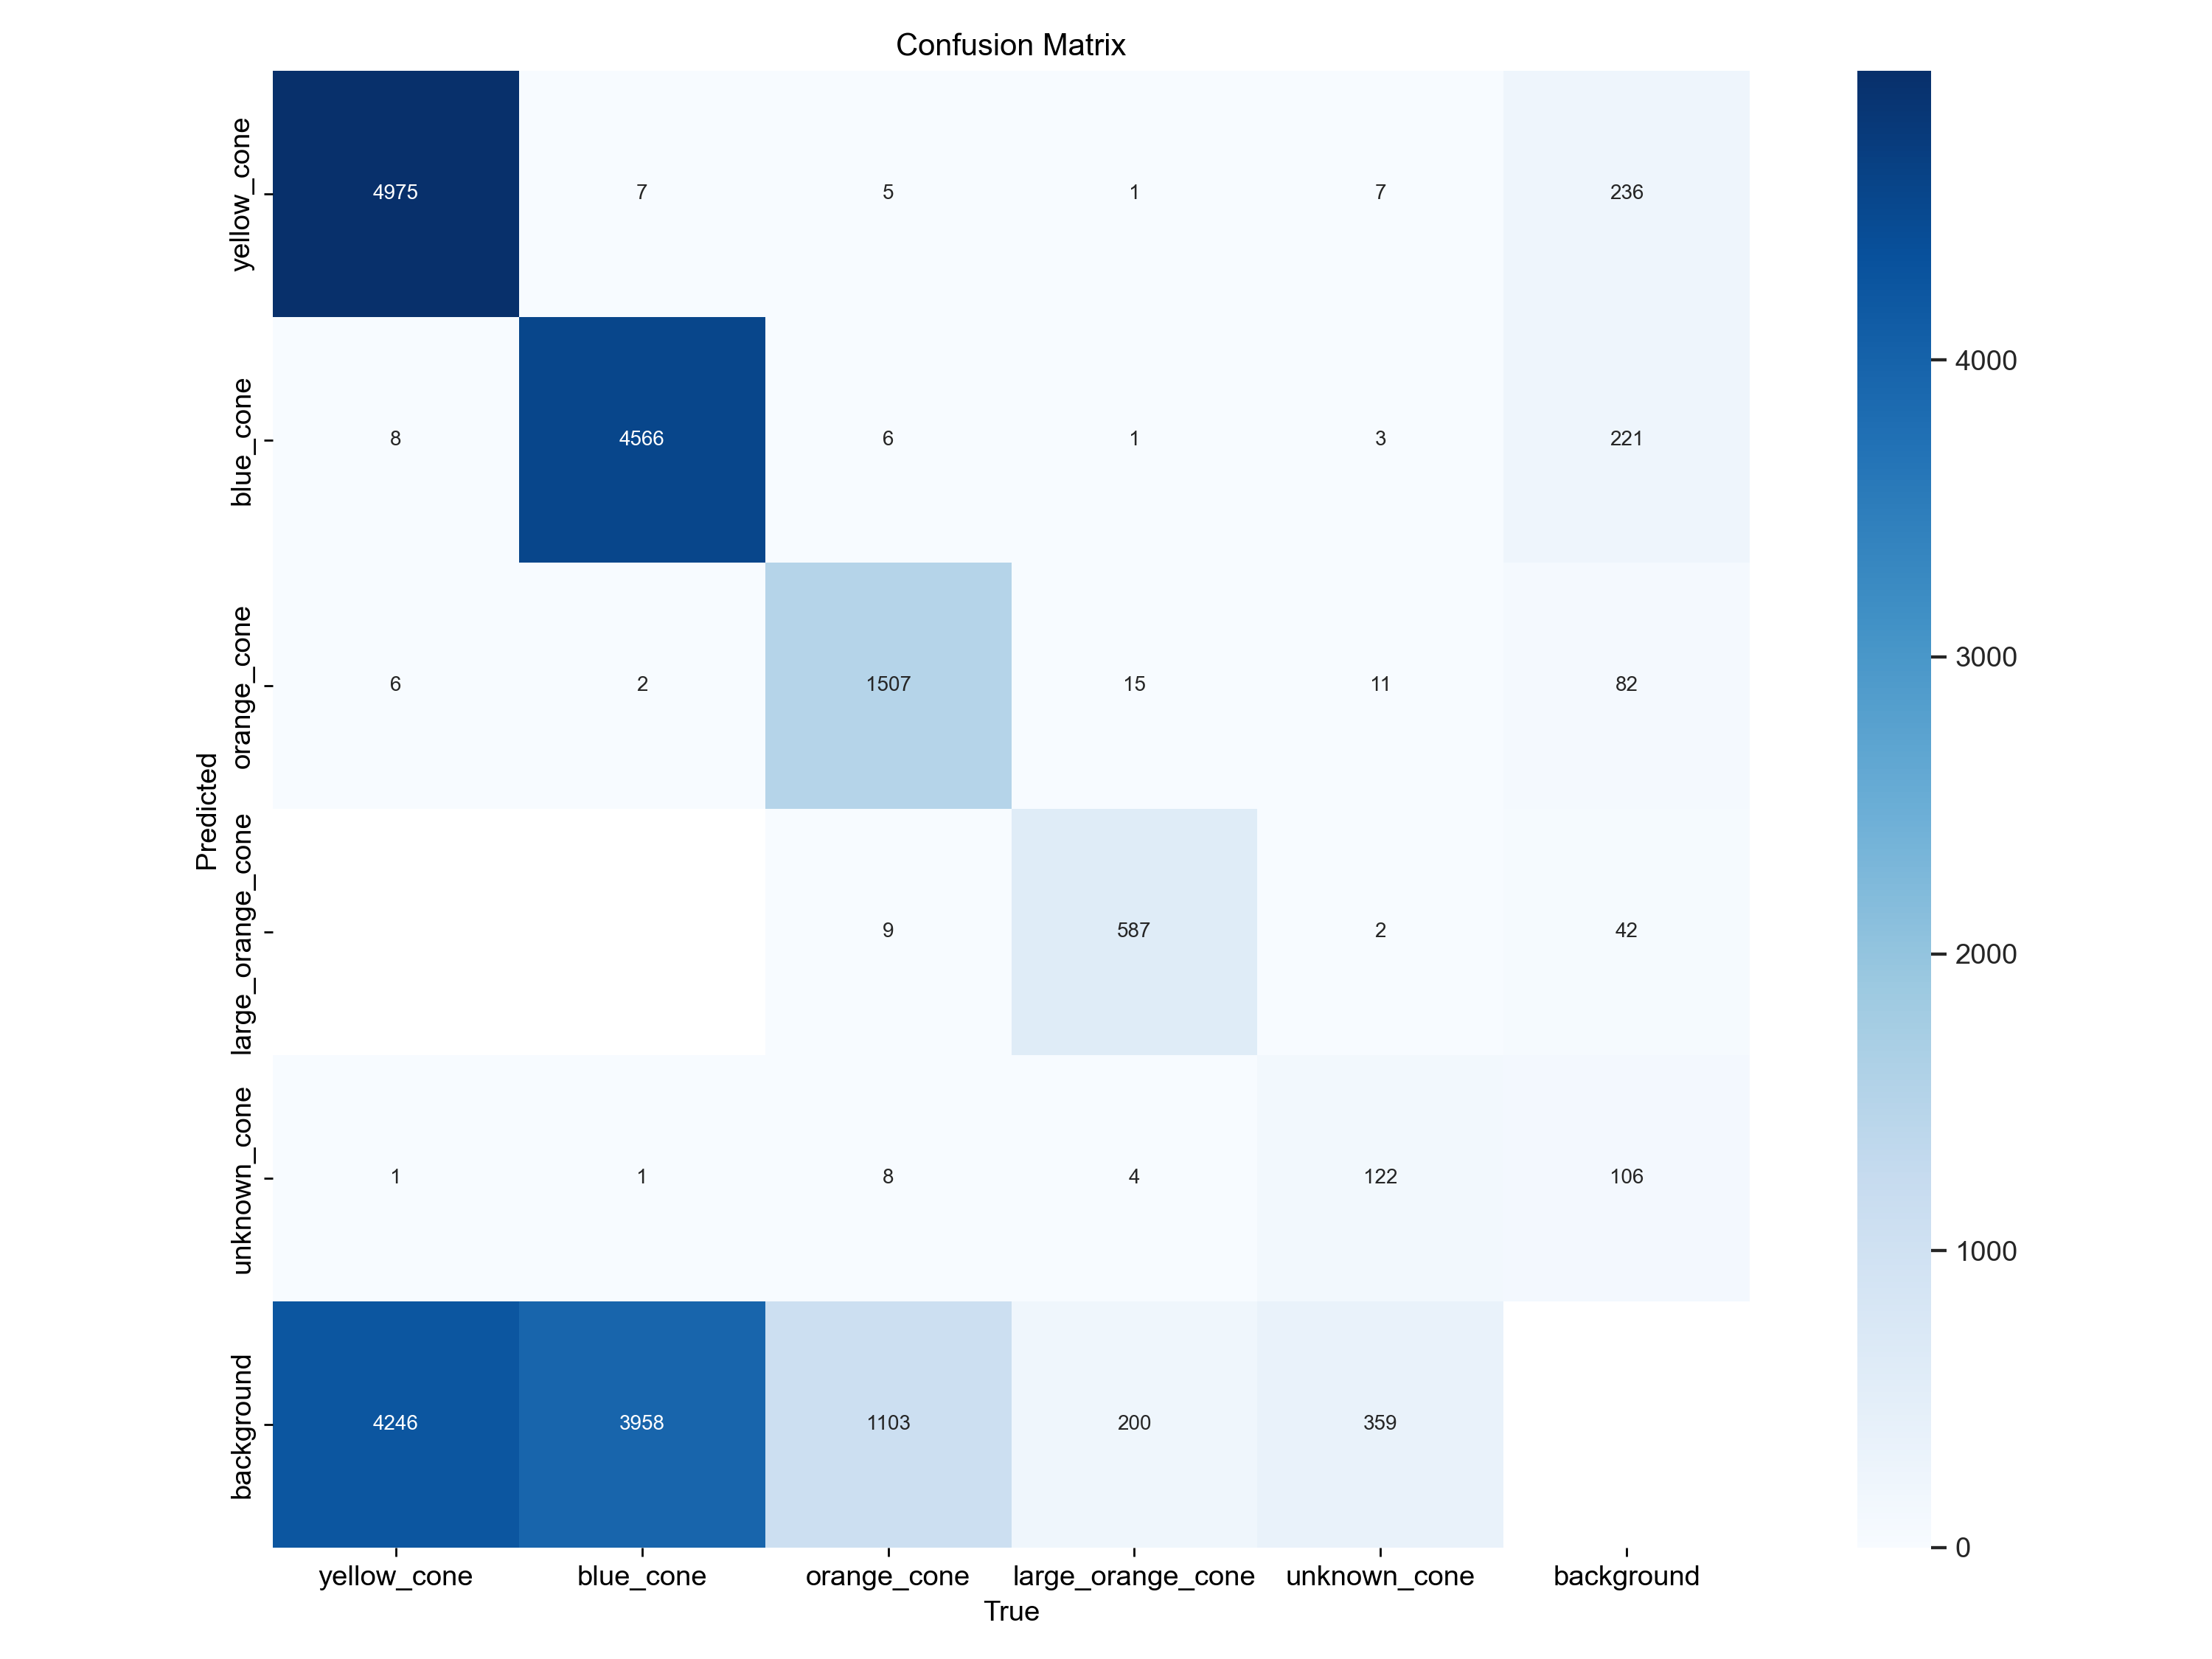 Confusion Matrix
yellow_cone
4975 7 5 1 7 236
blue_cone
8 4566 6 1 3 221
orange_cone
6 2 1507 15 11 82
large_orange_cone
9 587 2 42
unknown_cone
1 1 8 4 122 106
background
4246 3958 1103 200 359
Predicted
yellow_cone blue_cone orange_cone large_orange_cone unknown_cone background
True
4000
3000
2000
1000
0